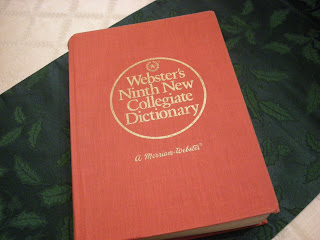 Webster's
Ninth New
Collegiate
Dictionary
a Merriam-Webster®